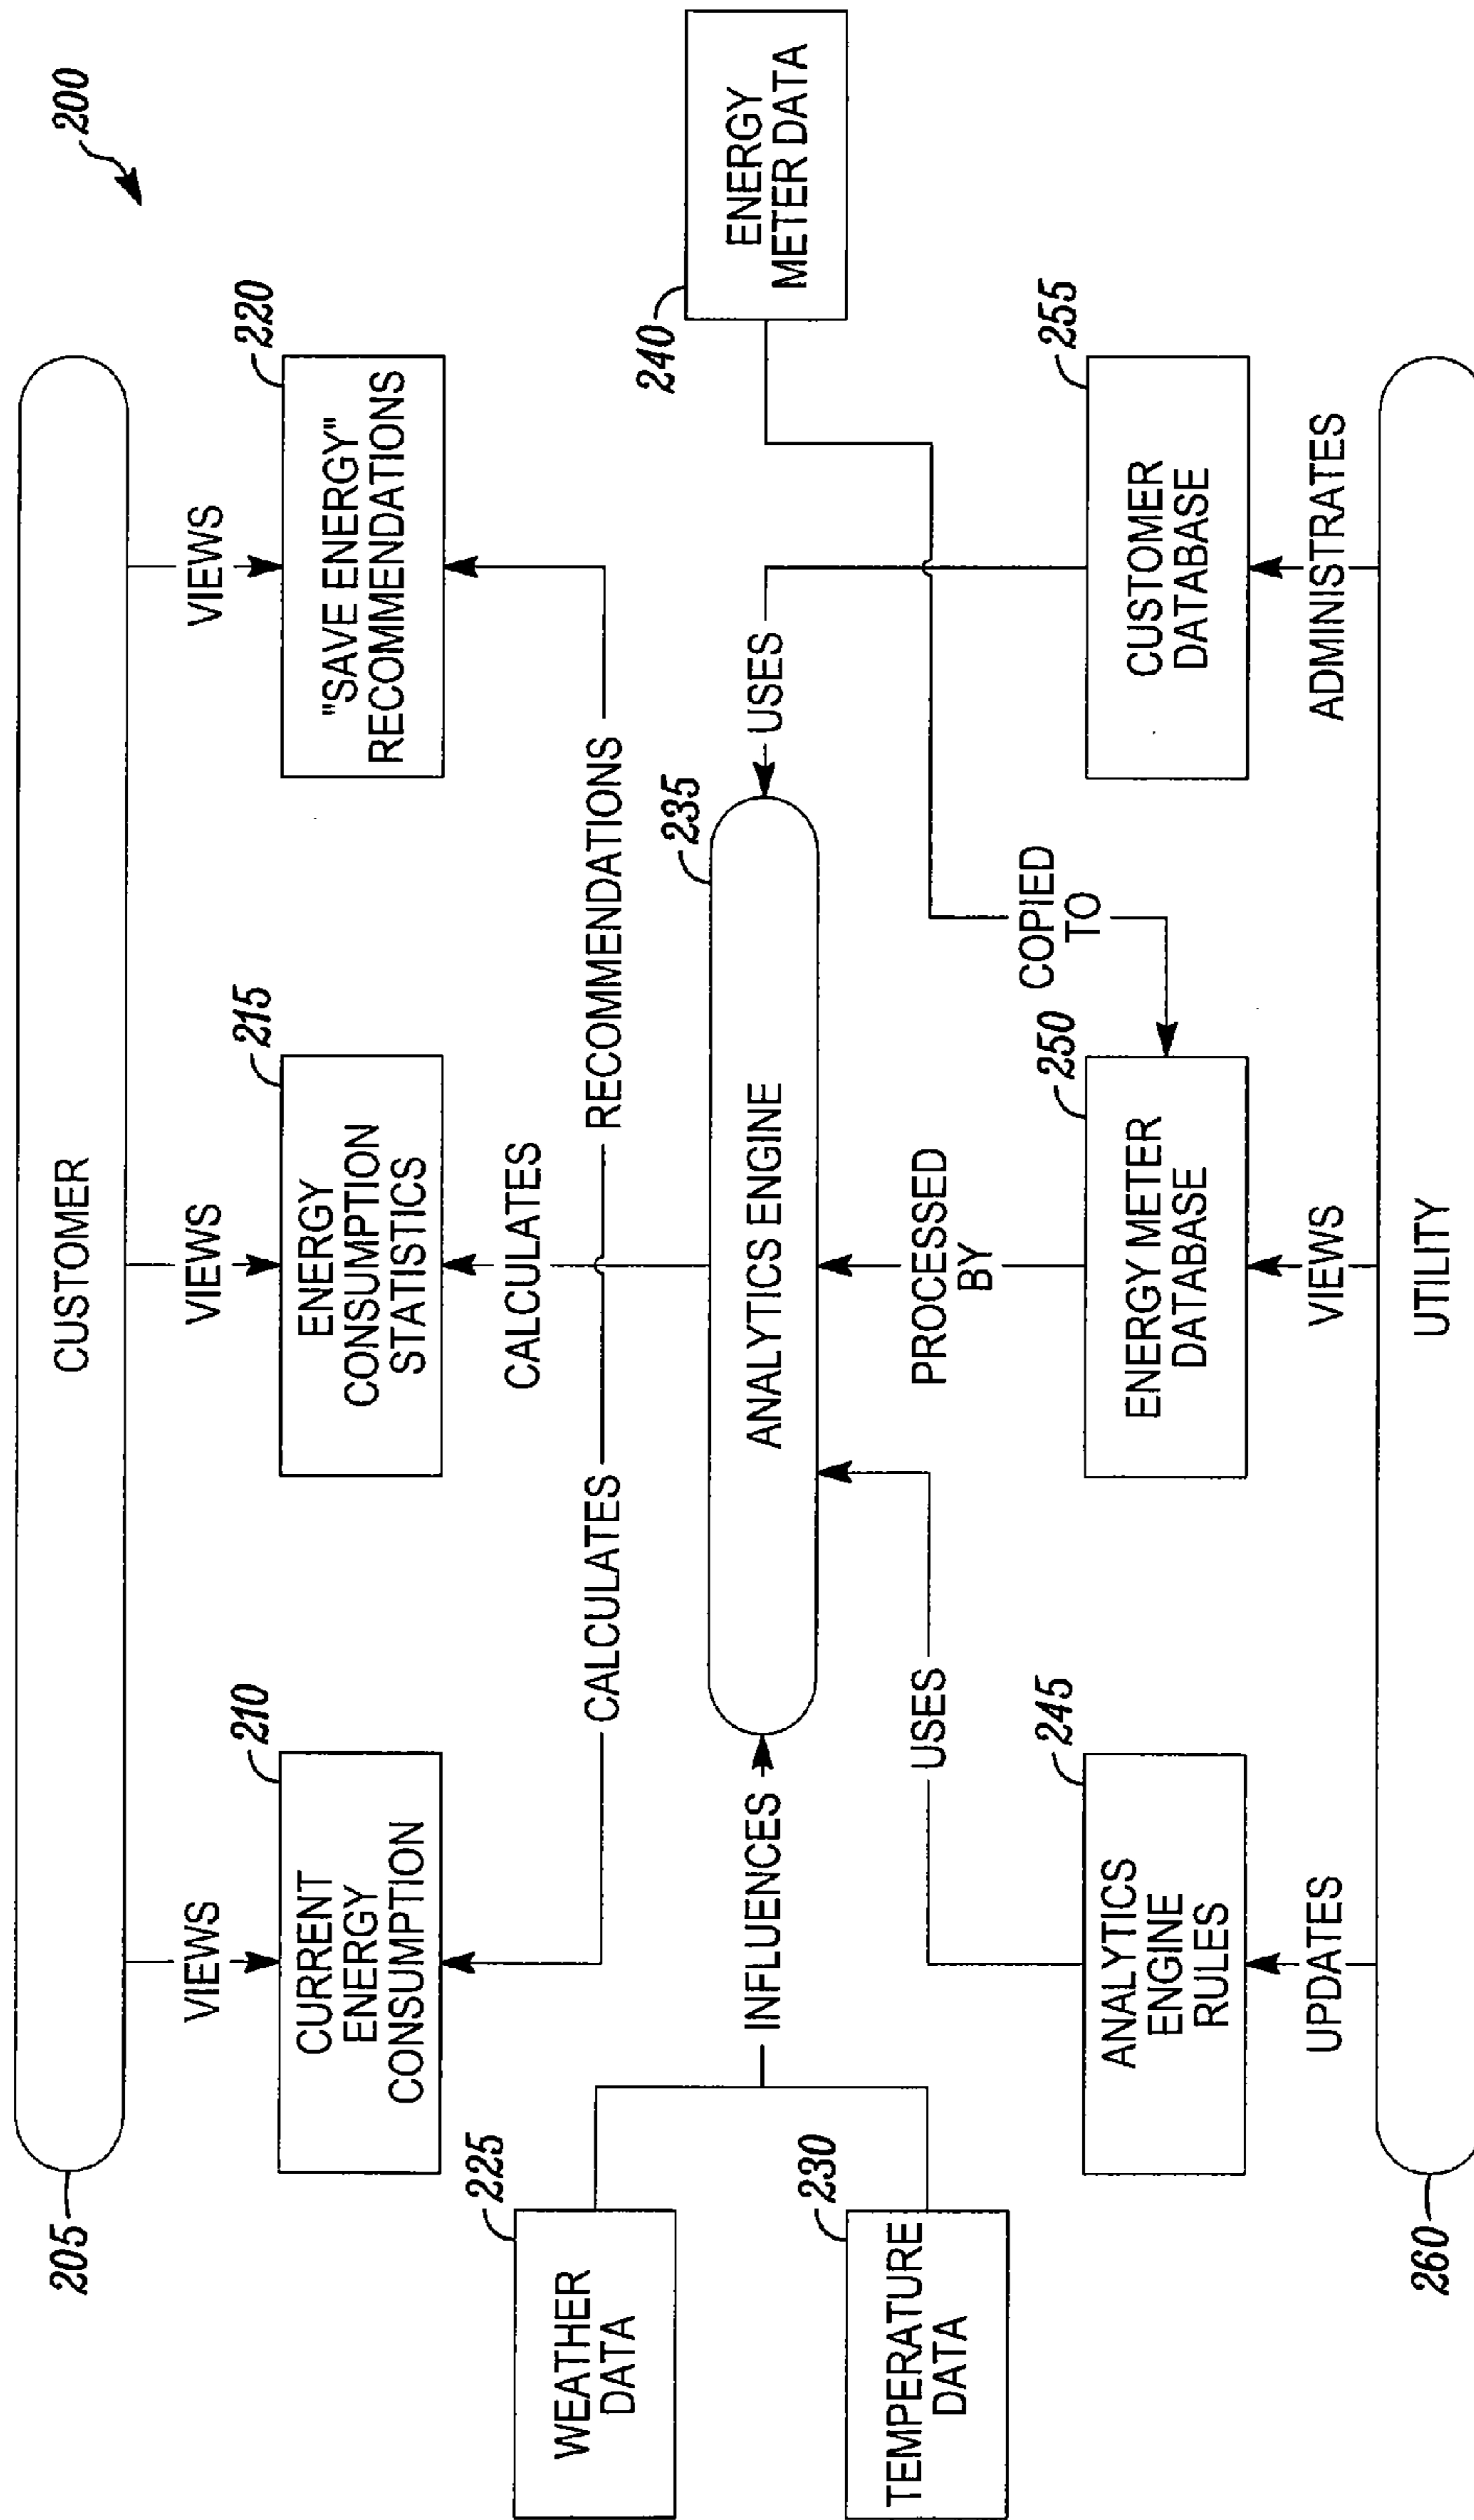 200
CUSTOMER
205
VIEWS
VIEWS
VIEWS
210
CURRENT
ENERGY
CONSUMPTION
215
ENERGY
CONSUMPTION
STATISTICS
220
"SAVE ENERGY"
RECOMMENDATIONS
225
WEATHER
DATA
CALCULATES
CALCULATES
RECOMMENDATIONS
230
TEMPERATURE
DATA
INFLUENCES
235
ANALYTICS ENGINE
USES
240
ENERGY
METER DATA
USES
PROCESSED
BY
COPIED
TO
245
ANALYTICS
ENGINE
RULES
250
ENERGY METER
DATABASE
255
CUSTOMER
DATABASE
UPDATES
VIEWS
ADMINISTRATES
260
UTILITY